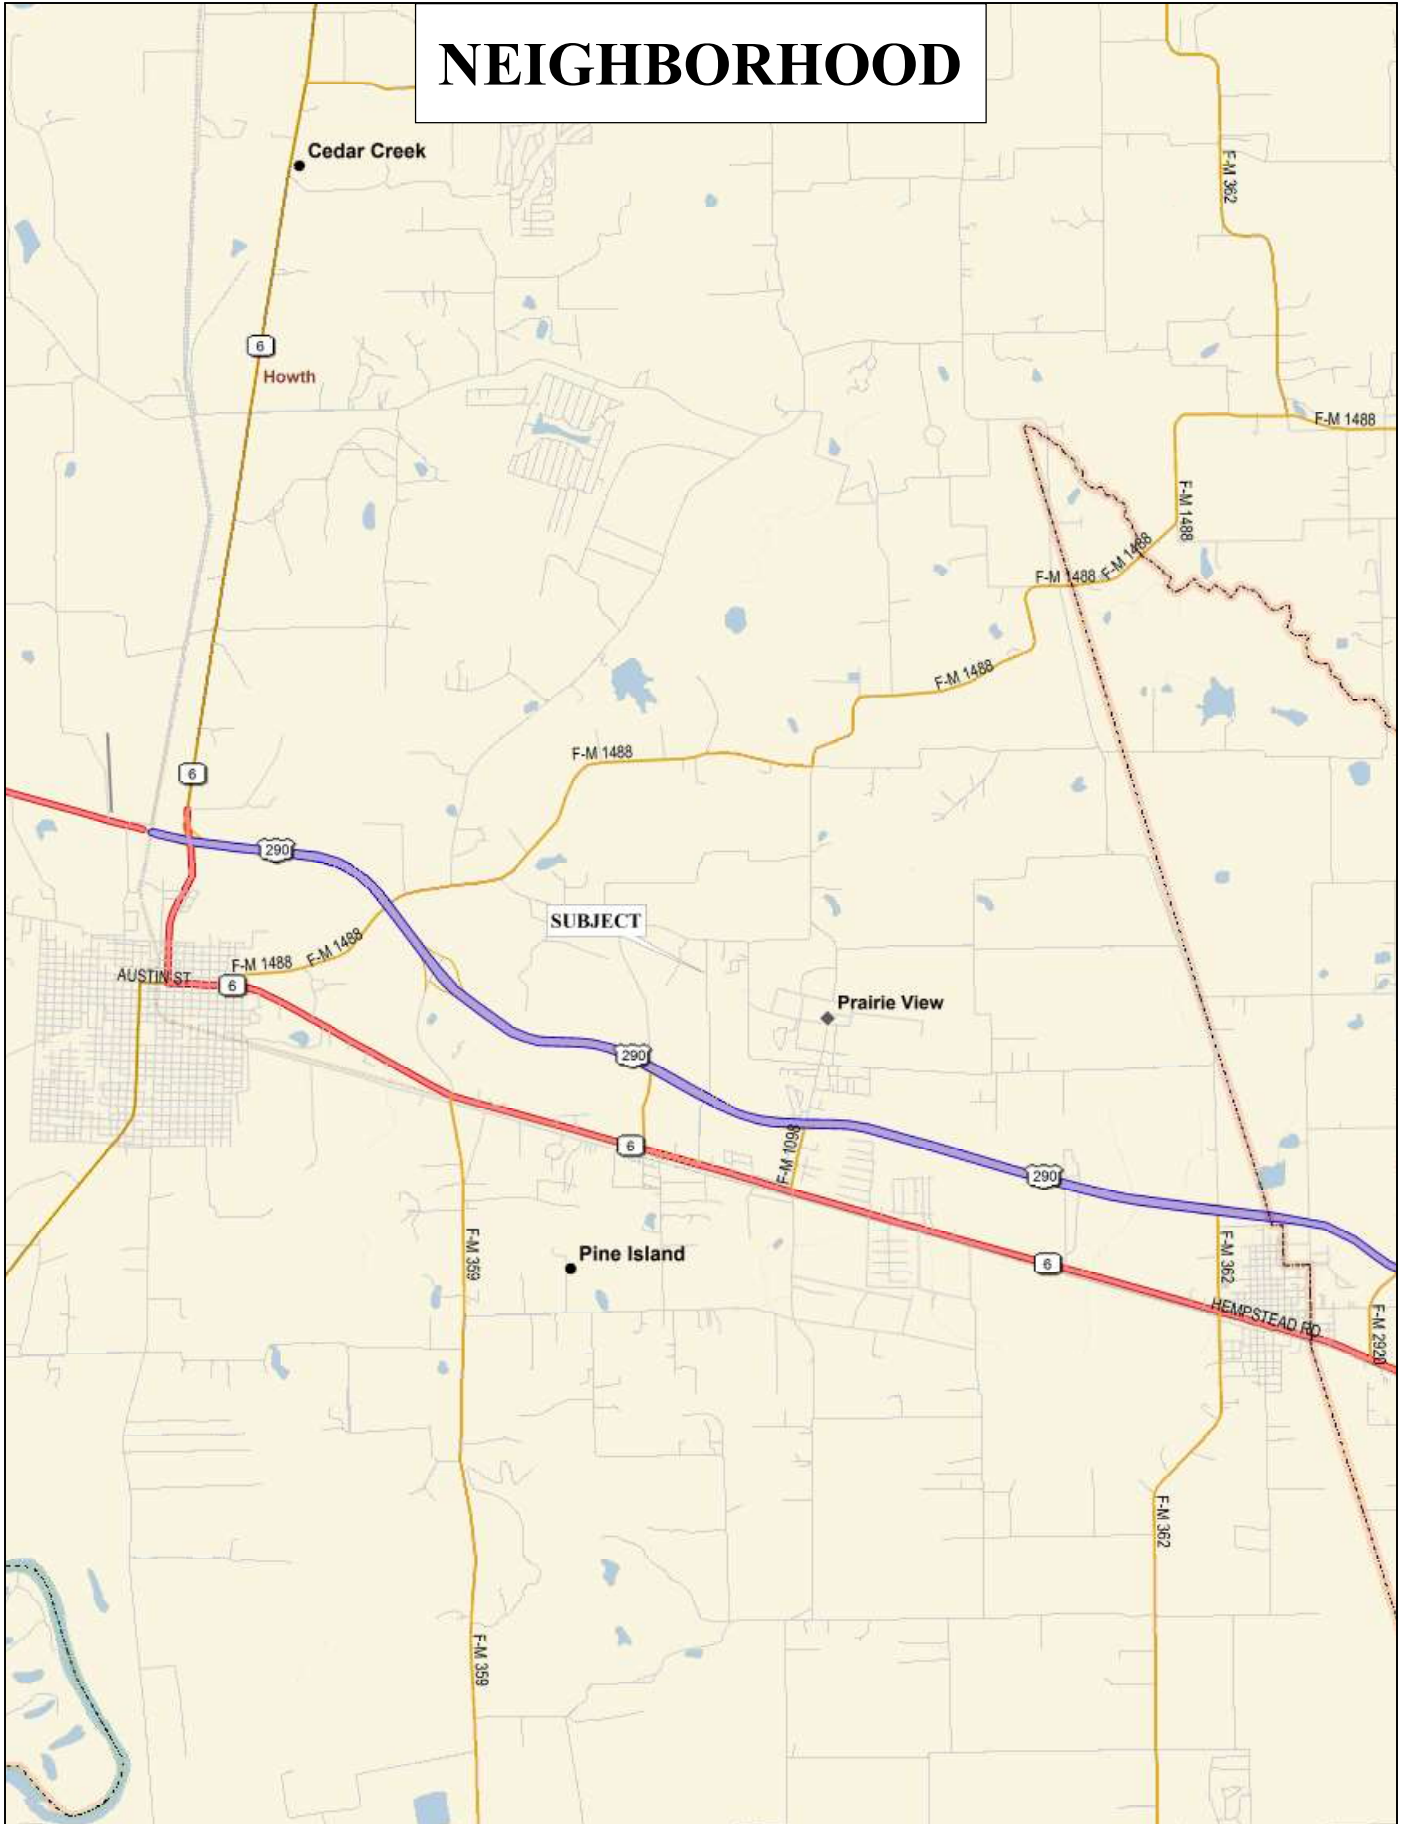 NEIGHBORHOOD
Cedar Creek
F-M 362
6
Howth
F-M 1488
F-M 1488
F-M 1488
F-M 1488
F-M 1488
F-M 1488
6
290
SUBJECT
F-M 1488
F-M 1488
AUSTIN ST
6
Prairie View
290
F-M 1098
6
290
F-M 359
Pine Island
6
F-M 362
HEMPSTEAD RD
F-M 2920
F-M 362
F-M 359